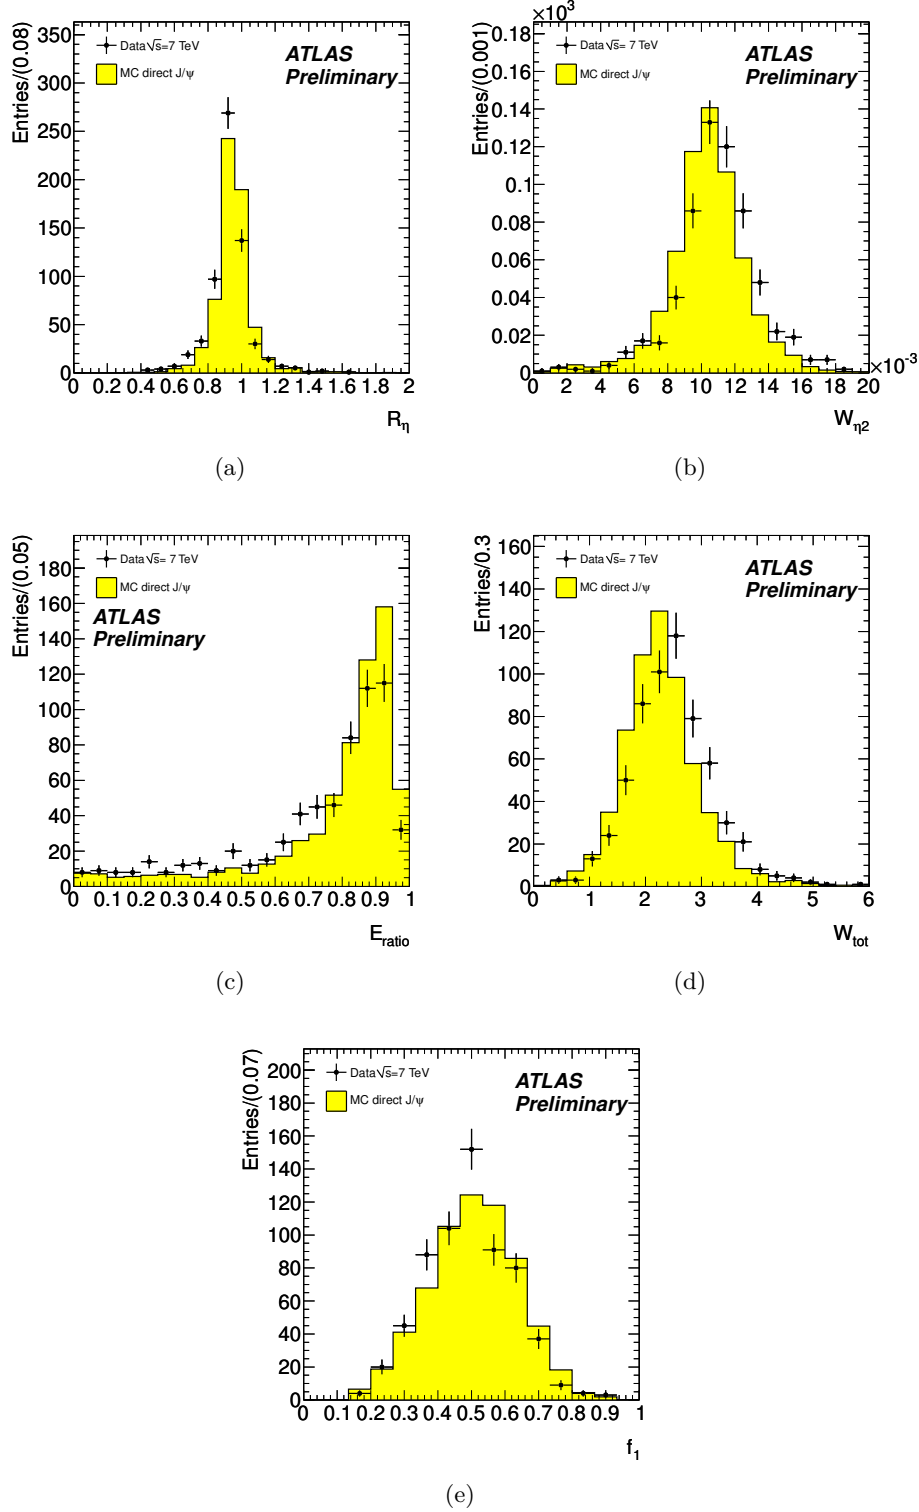 Entries/(0.08)
350
300
250
200
150
100
50
0
Data √s=7 TeV
MC direct J/ψ
ATLAS
Preliminary
0 0.2 0.4 0.6 0.8 1 1.2 1.4 1.6 1.8 2
Rη
(a)
Entries/(0.001)
×10³
0.18
0.16
0.14
0.12
0.1
0.08
0.06
0.04
0.02
0
Data √s= 7 TeV
MC direct J/ψ
ATLAS
Preliminary
0 2 4 6 8 10 12 14 16 18 20
×10⁻³
Wη2
(b)
Entries/(0.05)
180
160
140
120
100
80
60
40
20
0
Data √s= 7 TeV
MC direct J/ψ
ATLAS
Preliminary
0 0.1 0.2 0.3 0.4 0.5 0.6 0.7 0.8 0.9 1
Eratio
(c)
Entries/0.3
160
140
120
100
80
60
40
20
0
Data √s= 7 TeV
MC direct J/ψ
ATLAS
Preliminary
0 1 2 3 4 5 6
Wtot
(d)
Entries/(0.07)
200
180
160
140
120
100
80
60
40
20
0
Data √s=7 TeV
MC direct J/ψ
ATLAS
Preliminary
0 0.1 0.2 0.3 0.4 0.5 0.6 0.7 0.8 0.9 1
f1
(e)